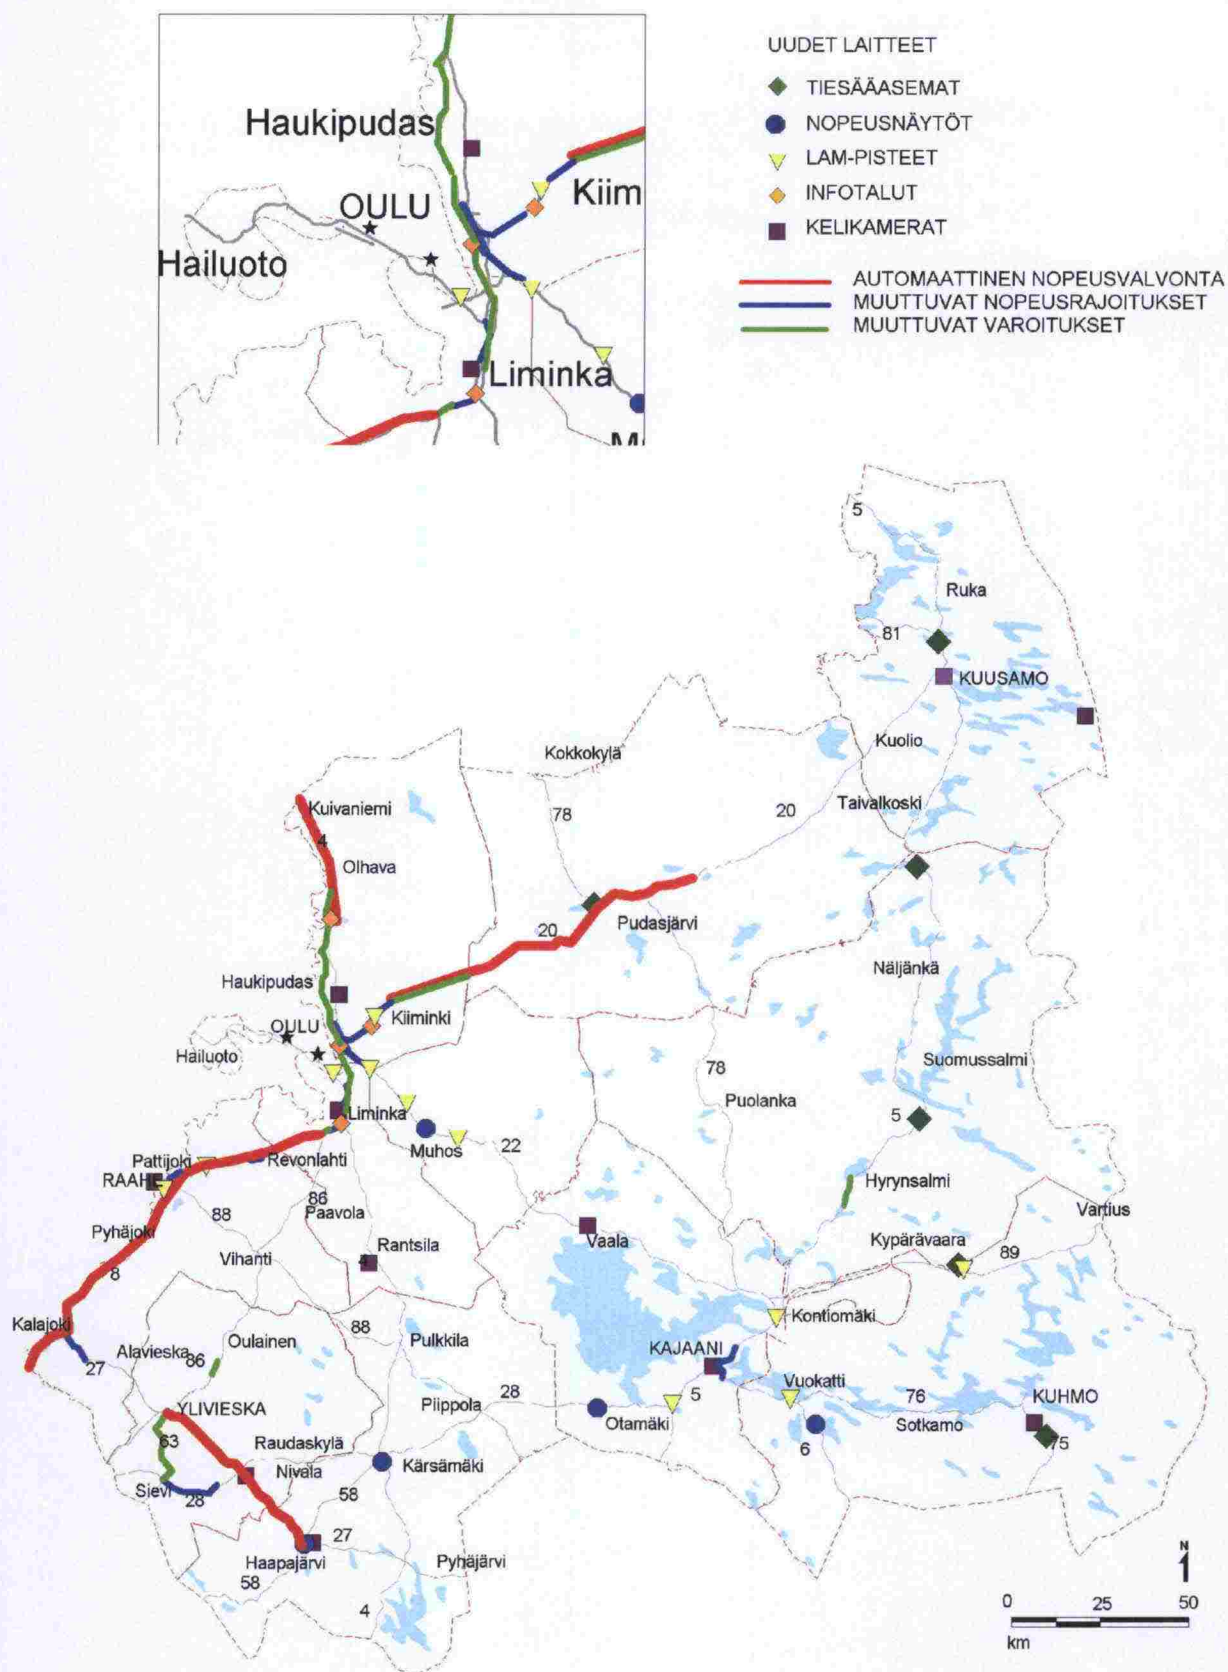 UUDET LAITTEET
TIESÄÄASEMAT
NOPEUSNÄYTÖT
LAM-PISTEET
INFOTALUT
KELIKAMERAT
AUTOMAATTINEN NOPEUSVALVONTA
MUUTTUVAT NOPEUSRAJOITUKSET
MUUTTUVAT VAROITUKSET
Haukipudas
Kiim
OULU
Hailuoto
Liminka
5
Ruka
81
KUUSAMO
Kokkokylä
Kuolio
Kuivaniemi
78
20
Taivalkoski
4
Olhava
20
Pudasjärvi
Haukipudas
Näljänkä
OULU
Kiiminki
Hailuoto
78
Suomussalmi
Puolanka
5
Liminka
Muhos
22
Pattijoki
Revonlahti
RAAHE
86
Hyrynsalmi
Paavola
88
Vartius
Pyhäjoki
Vaala
Kypärävaara
89
Vihanti
Rantsila
4
8
Kalajoki
Kontiomäki
88
Pulkkila
Oulainen
KAJAANI
Alavieska
86
27
Vuokatti
5
76
KUHMO
28
Piippola
YLIVIESKA
Otamäki
Sotkamo
63
Raudaskylä
6
75
Nivala
Kärsämäki
Sievi
28
58
27
Haapajärvi
Pyhäjärvi
58
4
N
0 25 50
km